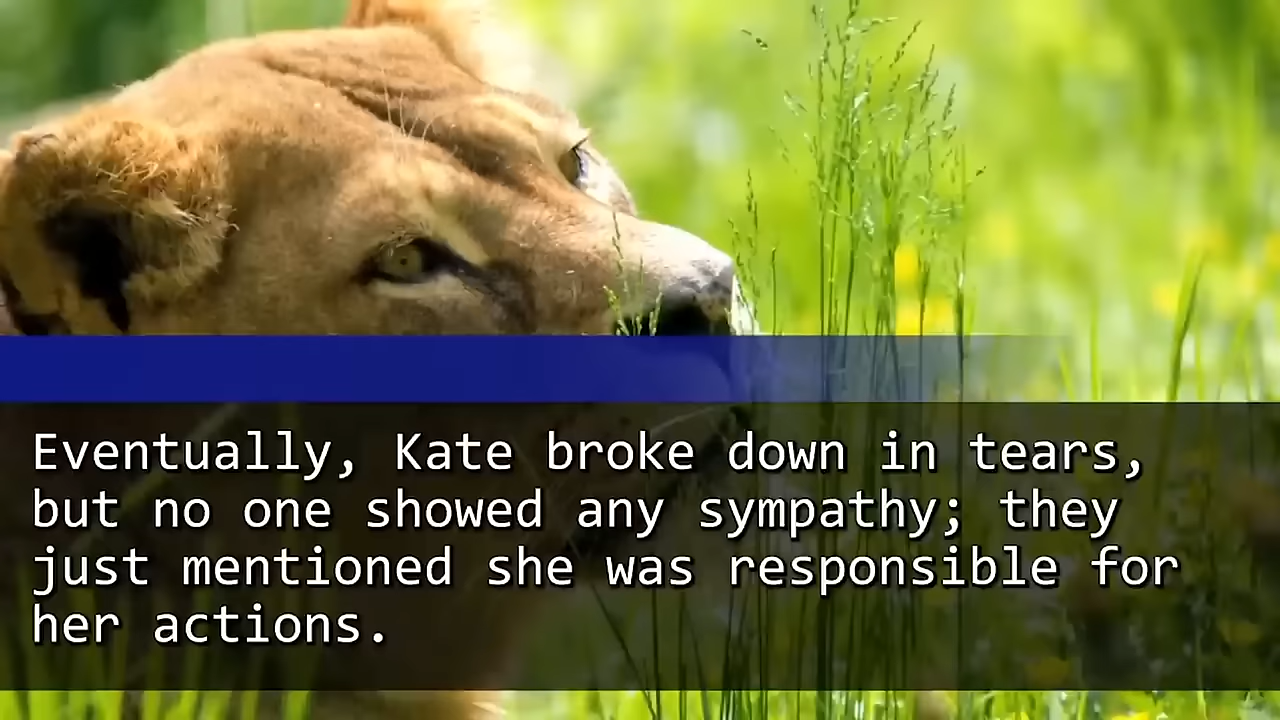 Eventually, Kate broke down in tears,
but no one showed any sympathy; they
just mentioned she was responsible for
her actions.